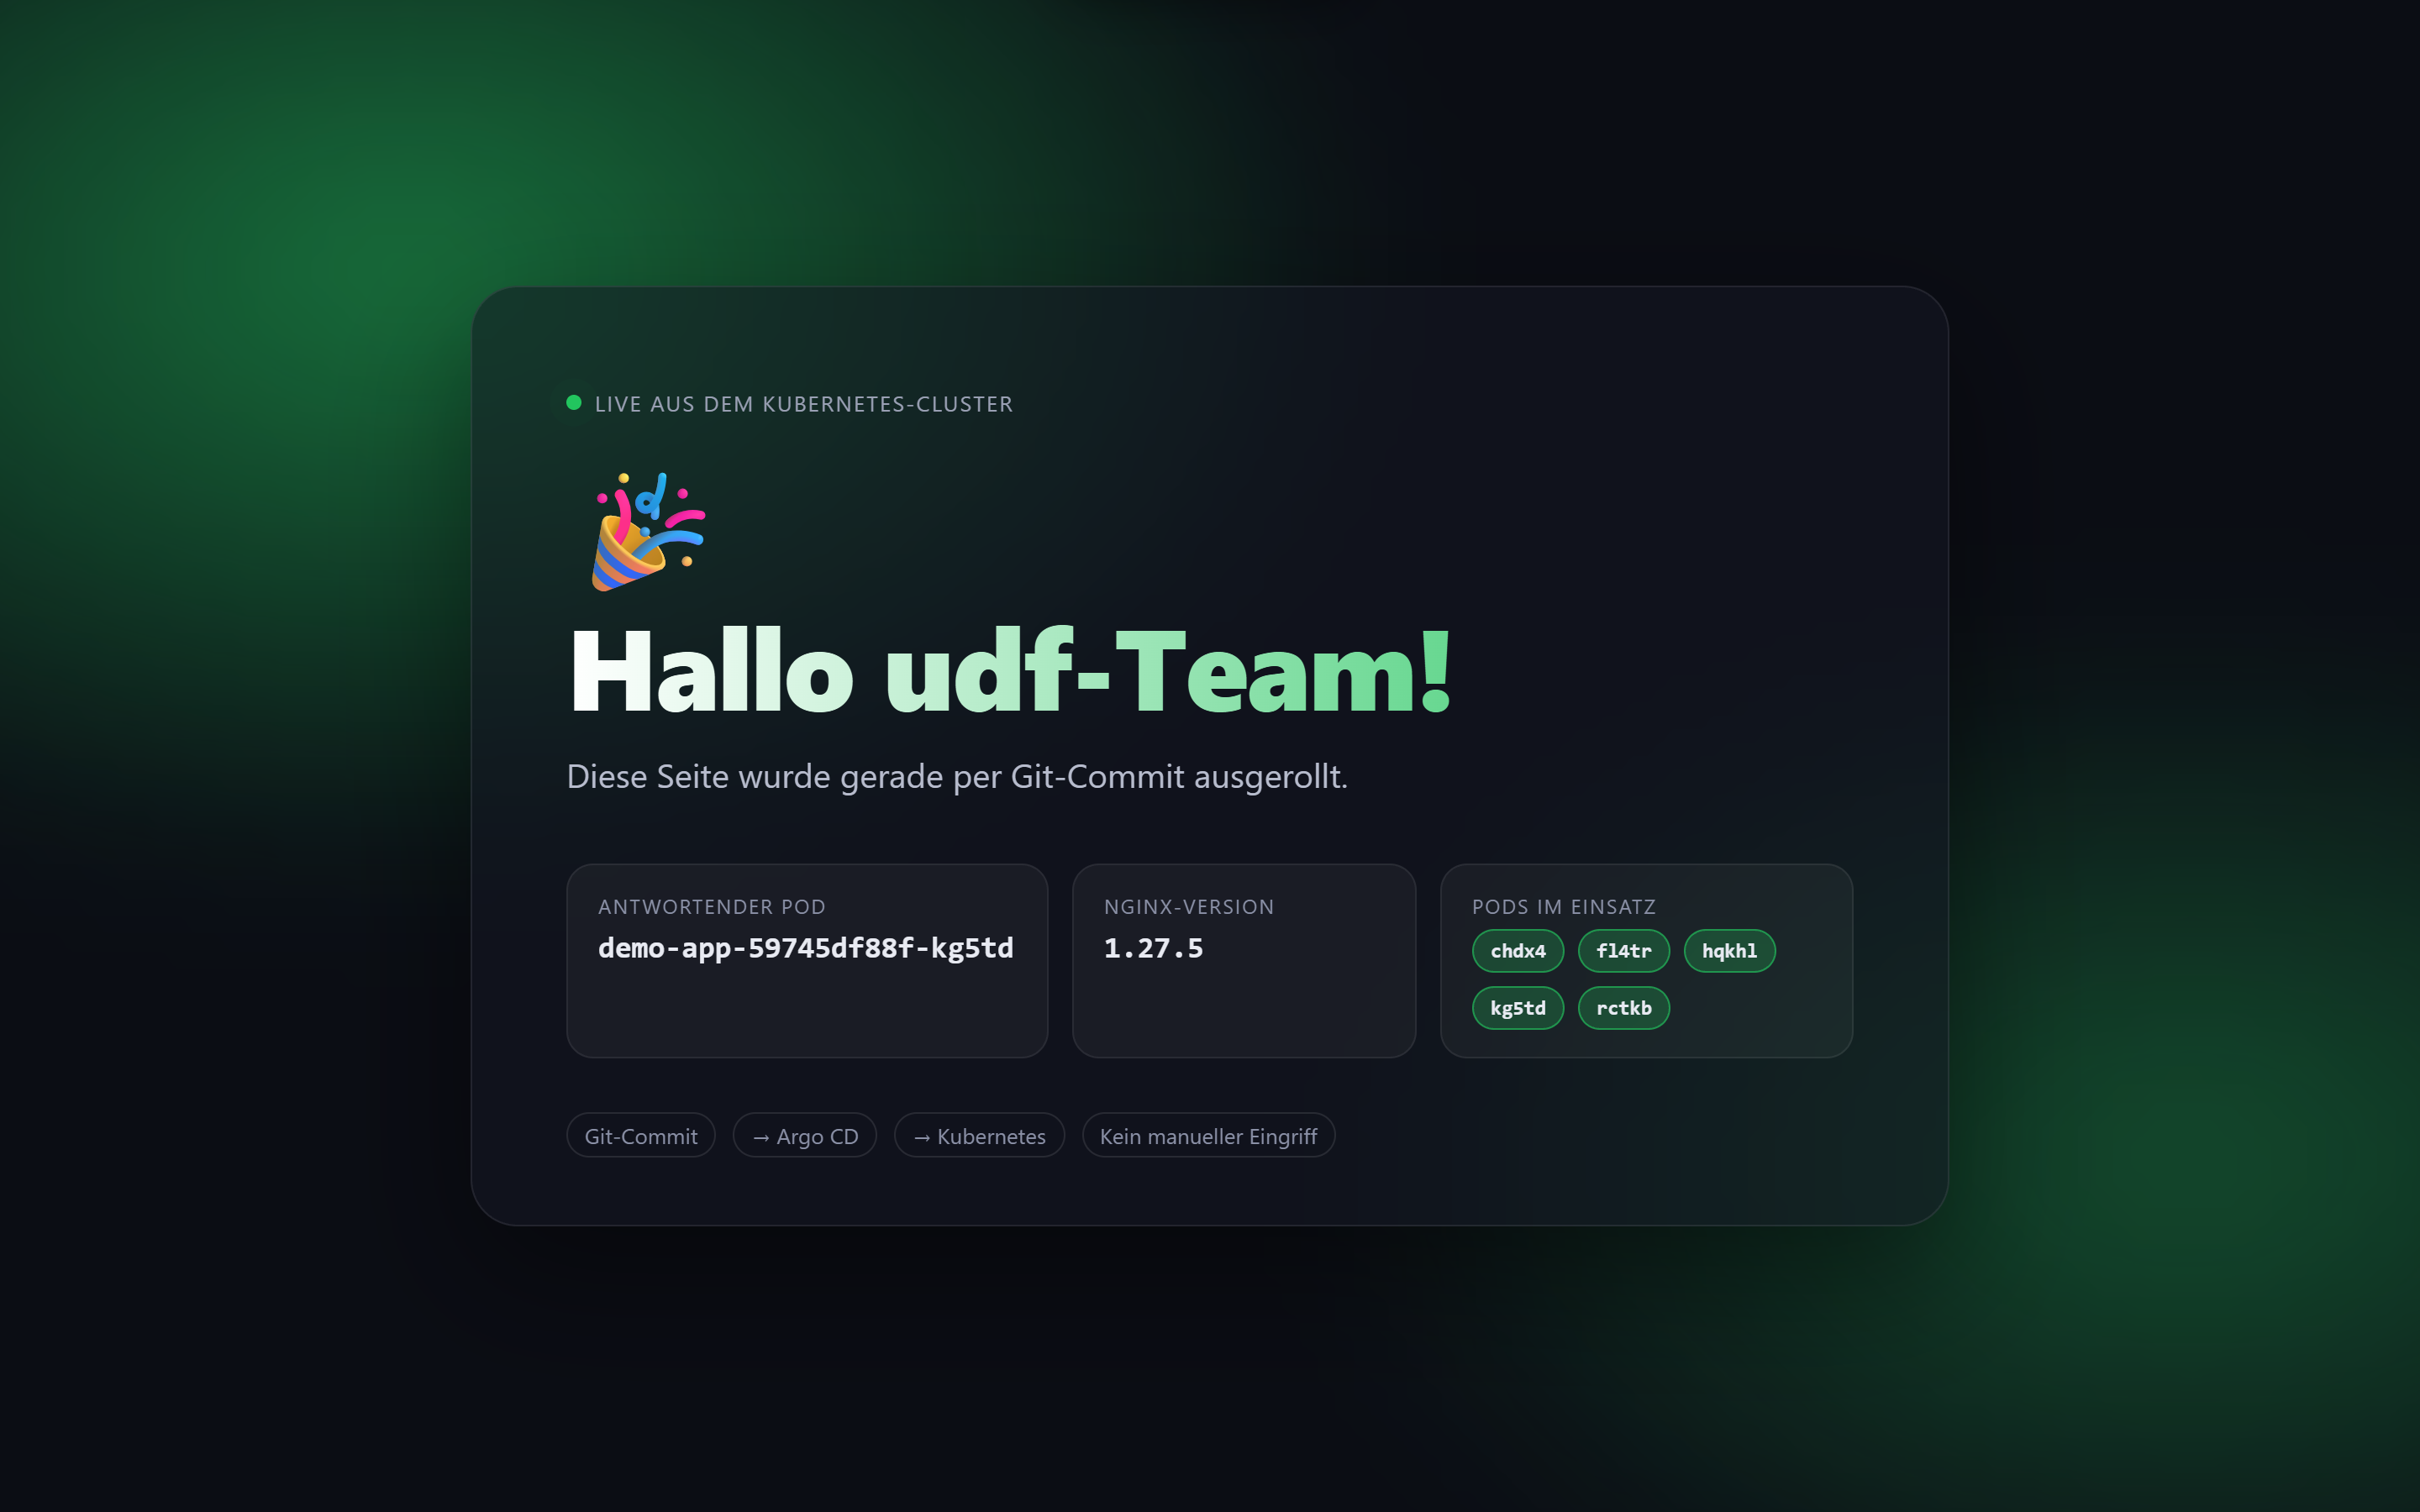 LIVE AUS DEM KUBERNETES-CLUSTER
Hallo udf-Team!
Diese Seite wurde gerade per Git-Commit ausgerollt.
ANTWORTENDER POD
demo-app-59745df88f-kg5td
NGINX-VERSION
1.27.5
PODS IM EINSATZ
chdx4 fl4tr hqkhl
kg5td rctkb
Git-Commit → Argo CD → Kubernetes Kein manueller Eingriff